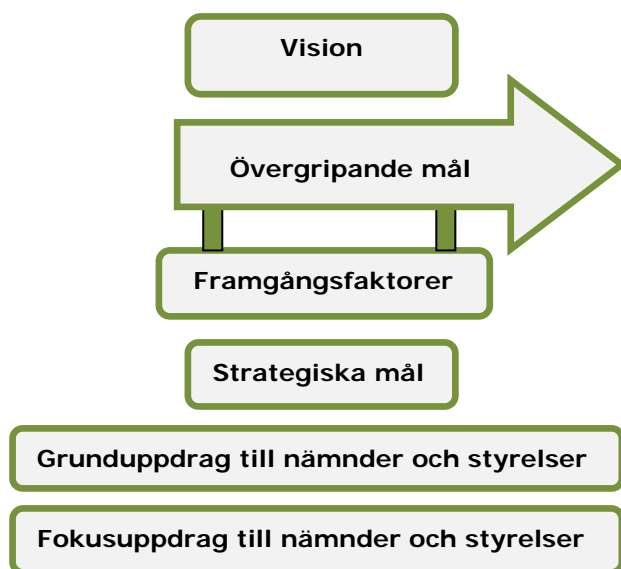 Vision
Övergripande mål
Framgångsfaktorer
Strategiska mål
Grunduppdrag till nämnder och styrelser
Fokusuppdrag till nämnder och styrelser